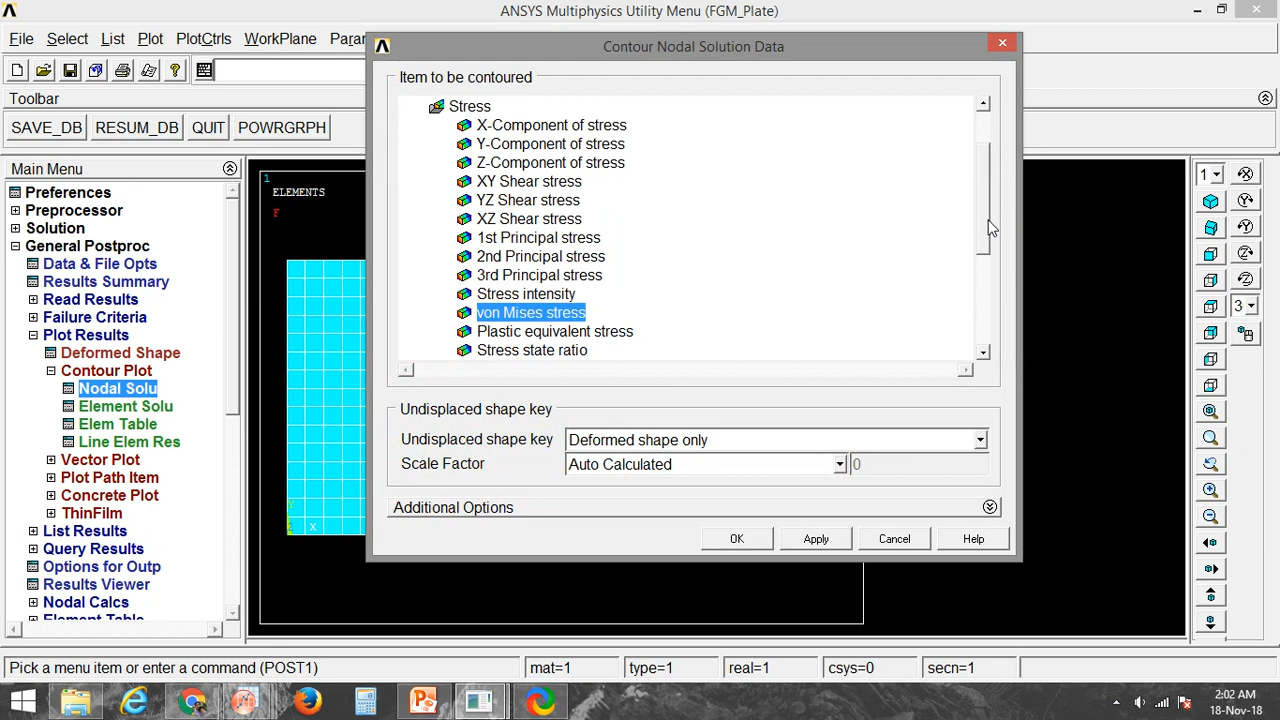 ANSYS Multiphysics Utility Menu (FGM_Plate)
File Select List Plot PlotCtrls WorkPlane Param
Contour Nodal Solution Data
Toolbar
SAVE_DB RESUM_DB QUIT POWRGRPH
Main Menu
Preferences
Preprocessor
Solution
General Postproc
Data & File Opts
Results Summary
Read Results
Failure Criteria
Plot Results
Deformed Shape
Contour Plot
Nodal Solu
Element Solu
Elem Table
Line Elem Res
Vector Plot
Plot Path Item
Concrete Plot
ThinFilm
List Results
Query Results
Options for Outp
Results Viewer
Nodal Calcs
Element Table
1
ELEMENTS
F
Y
Z X
Item to be contoured
Stress
X-Component of stress
Y-Component of stress
Z-Component of stress
XY Shear stress
YZ Shear stress
XZ Shear stress
1st Principal stress
2nd Principal stress
3rd Principal stress
Stress intensity
von Mises stress
Plastic equivalent stress
Stress state ratio
Undisplaced shape key
Undisplaced shape key Deformed shape only
Scale Factor Auto Calculated 0
Additional Options
OK Apply Cancel Help
1
3
Pick a menu item or enter a command (POST1) mat=1 type=1 real=1 csys=0 secn=1
2:02 AM
18-Nov-18